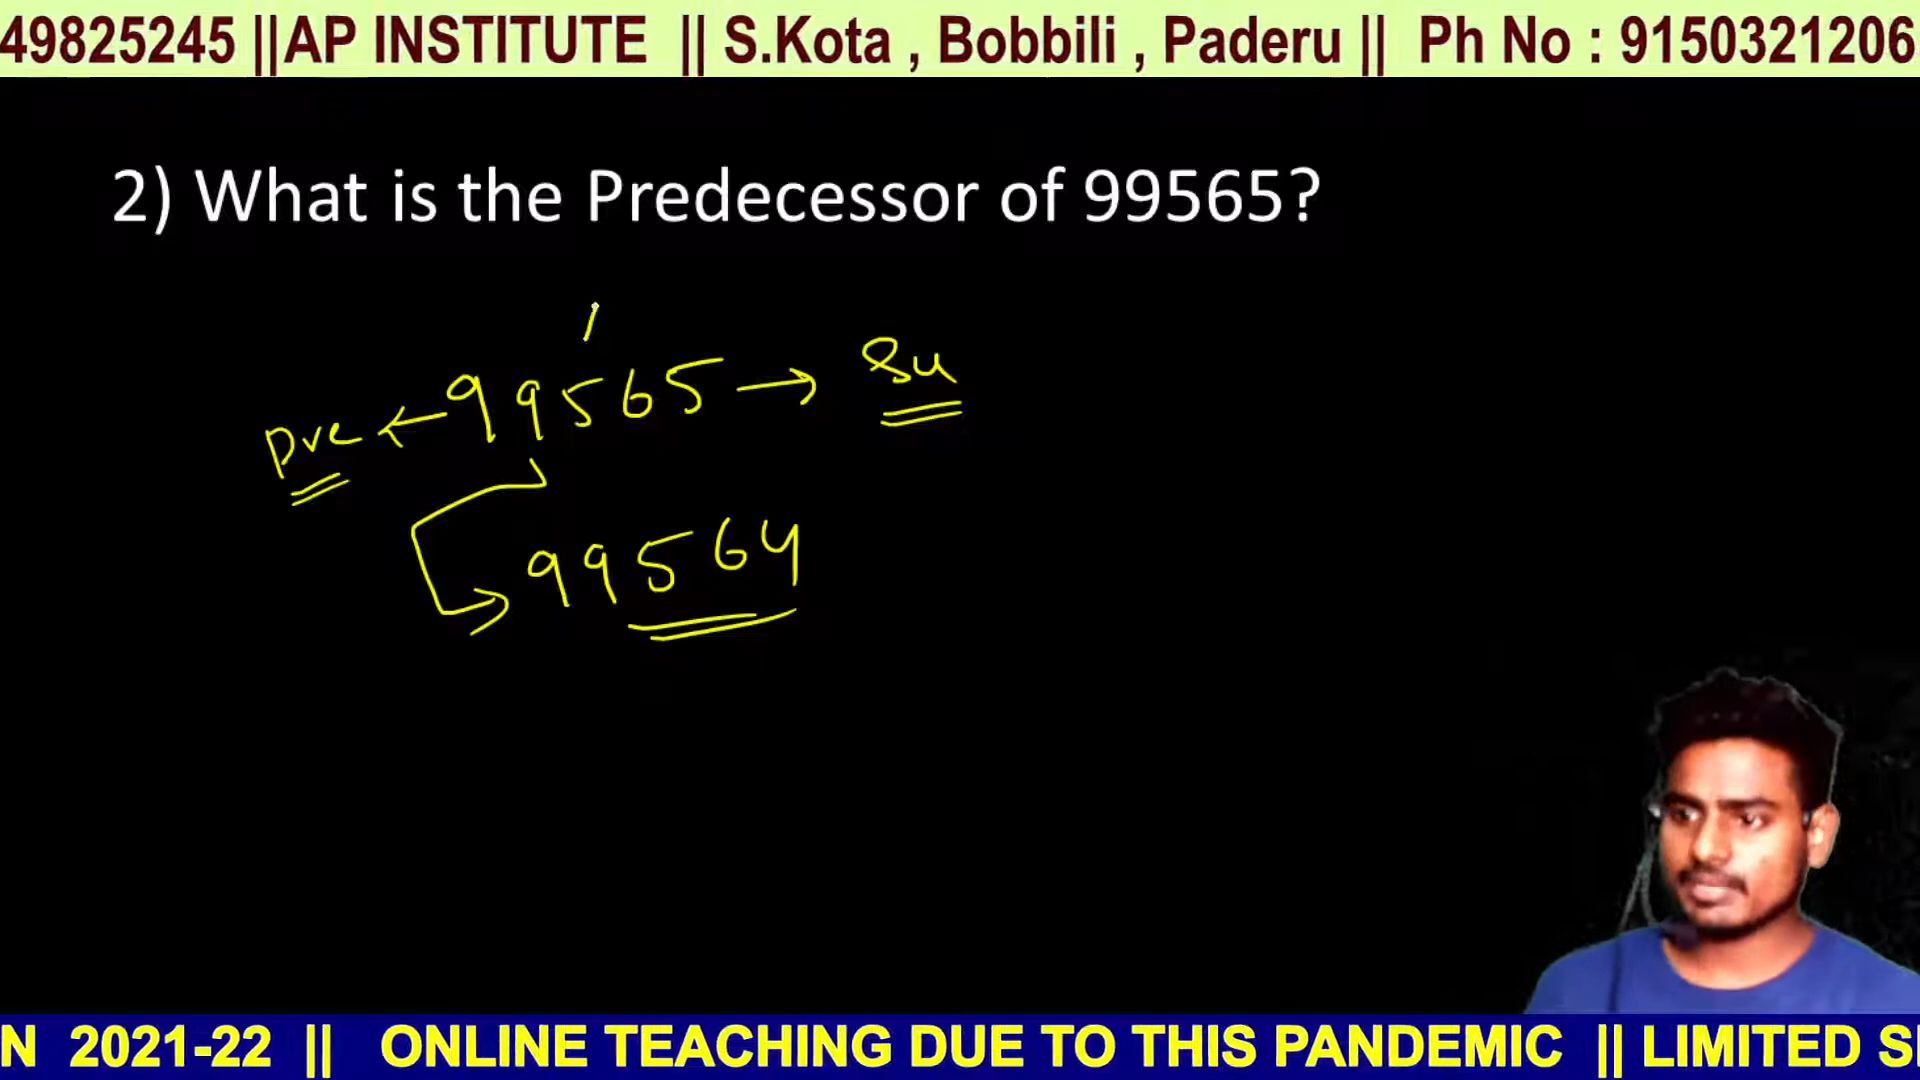 49825245 ||AP INSTITUTE || S.Kota , Bobbili , Paderu || Ph No : 9150321206
2) What is the Predecessor of 99565?
pre ← 99565 → Su
99564
N 2021-22 || ONLINE TEACHING DUE TO THIS PANDEMIC || LIMITED S